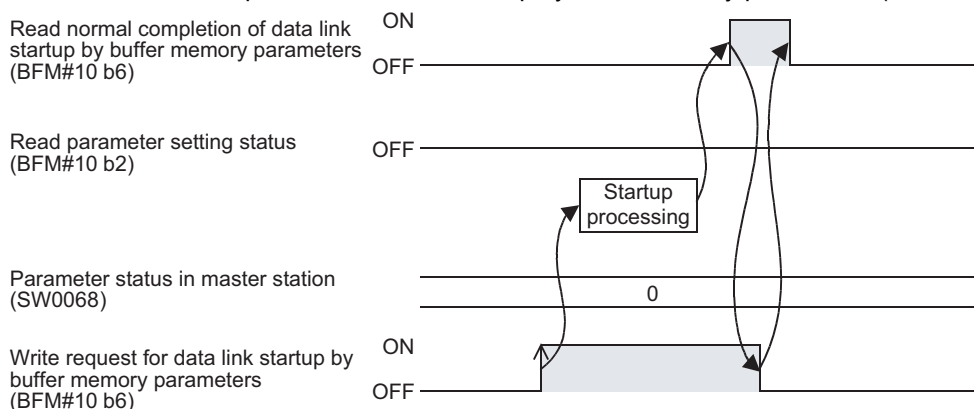 Read normal completion of data link
startup by buffer memory parameters
(BFM#10 b6)
ON
OFF
Read parameter setting status
(BFM#10 b2)
OFF
Startup
processing
Parameter status in master station
(SW0068)
0
Write request for data link startup by
buffer memory parameters
(BFM#10 b6)
ON
OFF